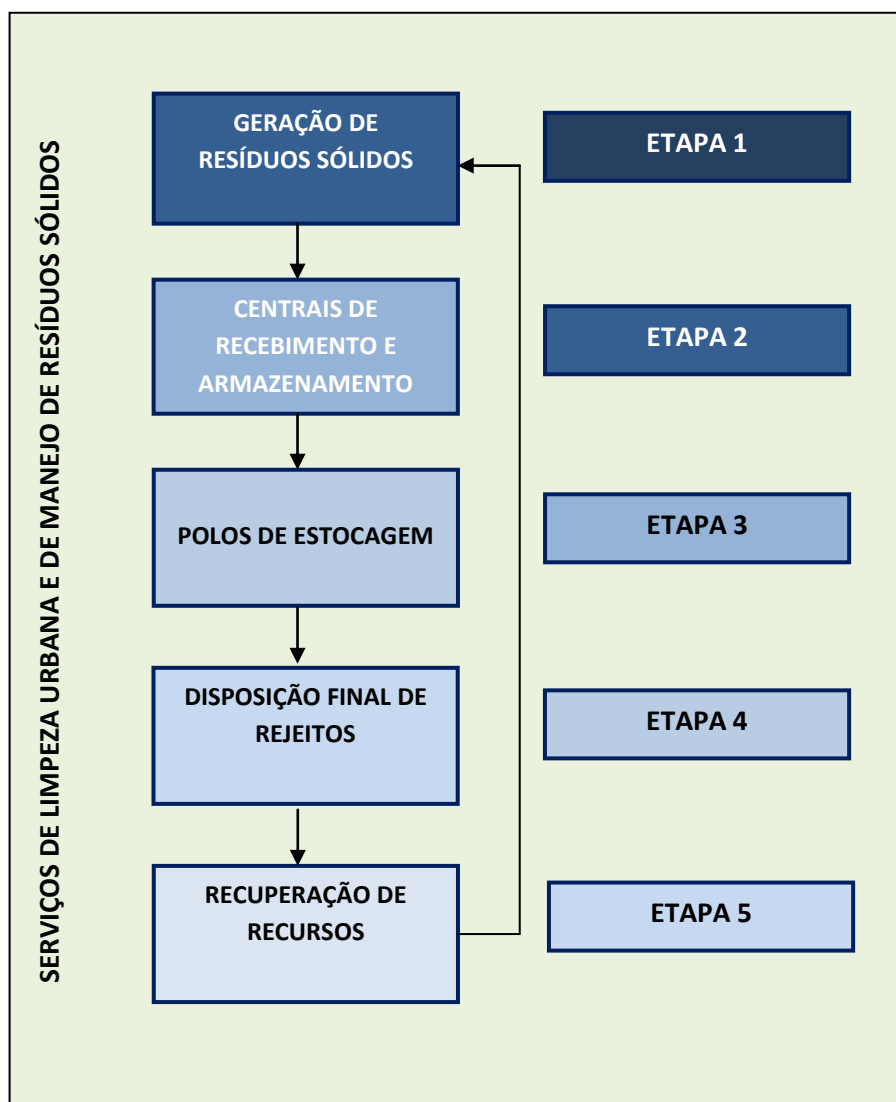 SERVIÇOS DE LIMPEZA URBANA E DE MANEJO DE RESÍDUOS SÓLIDOS
GERAÇÃO DE
RESÍDUOS SÓLIDOS
ETAPA 1
CENTRAIS DE
RECEBIMENTO E
ARMAZENAMENTO
ETAPA 2
POLOS DE ESTOCAGEM
ETAPA 3
DISPOSIÇÃO FINAL DE
REJEITOS
ETAPA 4
RECUPERAÇÃO DE
RECURSOS
ETAPA 5